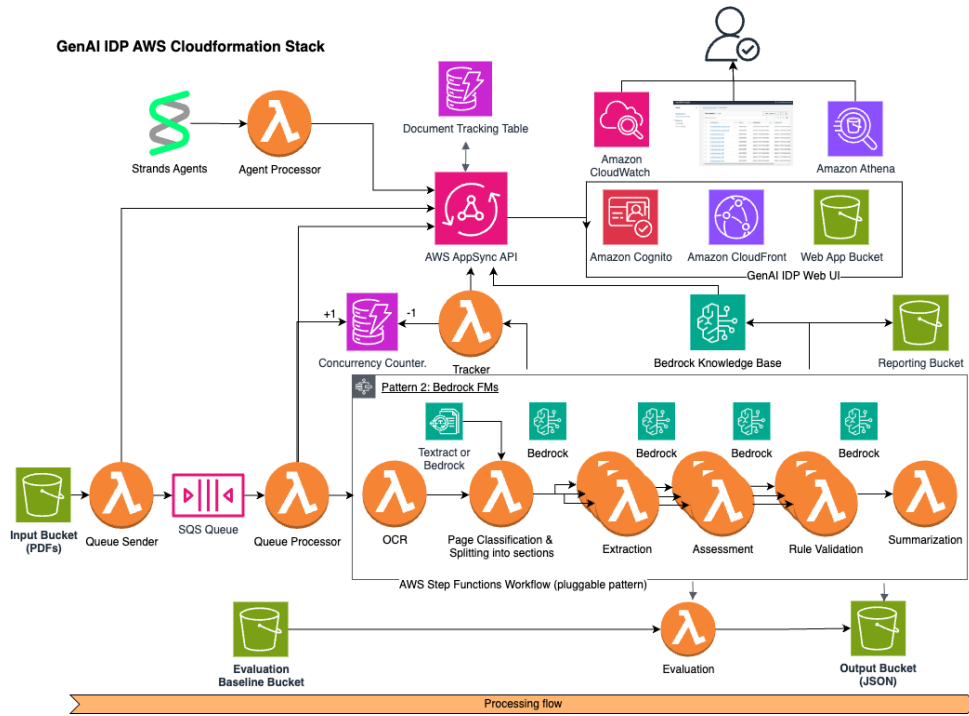 GenAI IDP AWS Cloudformation Stack
Document Tracking Table
Strands Agents
Agent Processor
Amazon
CloudWatch
Amazon Athena
AWS AppSync API
Amazon Cognito
Amazon CloudFront
Web App Bucket
GenAI IDP Web UI
+1
-1
Concurrency Counter.
Tracker
Bedrock Knowledge Base
Reporting Bucket
Pattern 2: Bedrock FMs
Textract or
Bedrock
Bedrock
Bedrock
Bedrock
Bedrock
Input Bucket
(PDFs)
Queue Sender
SQS Queue
Queue Processor
OCR
Page Classification &
Splitting into sections
Extraction
Assessment
Rule Validation
Summarization
AWS Step Functions Workflow (pluggable pattern)
Evaluation
Baseline Bucket
Evaluation
Output Bucket
(JSON)
Processing flow